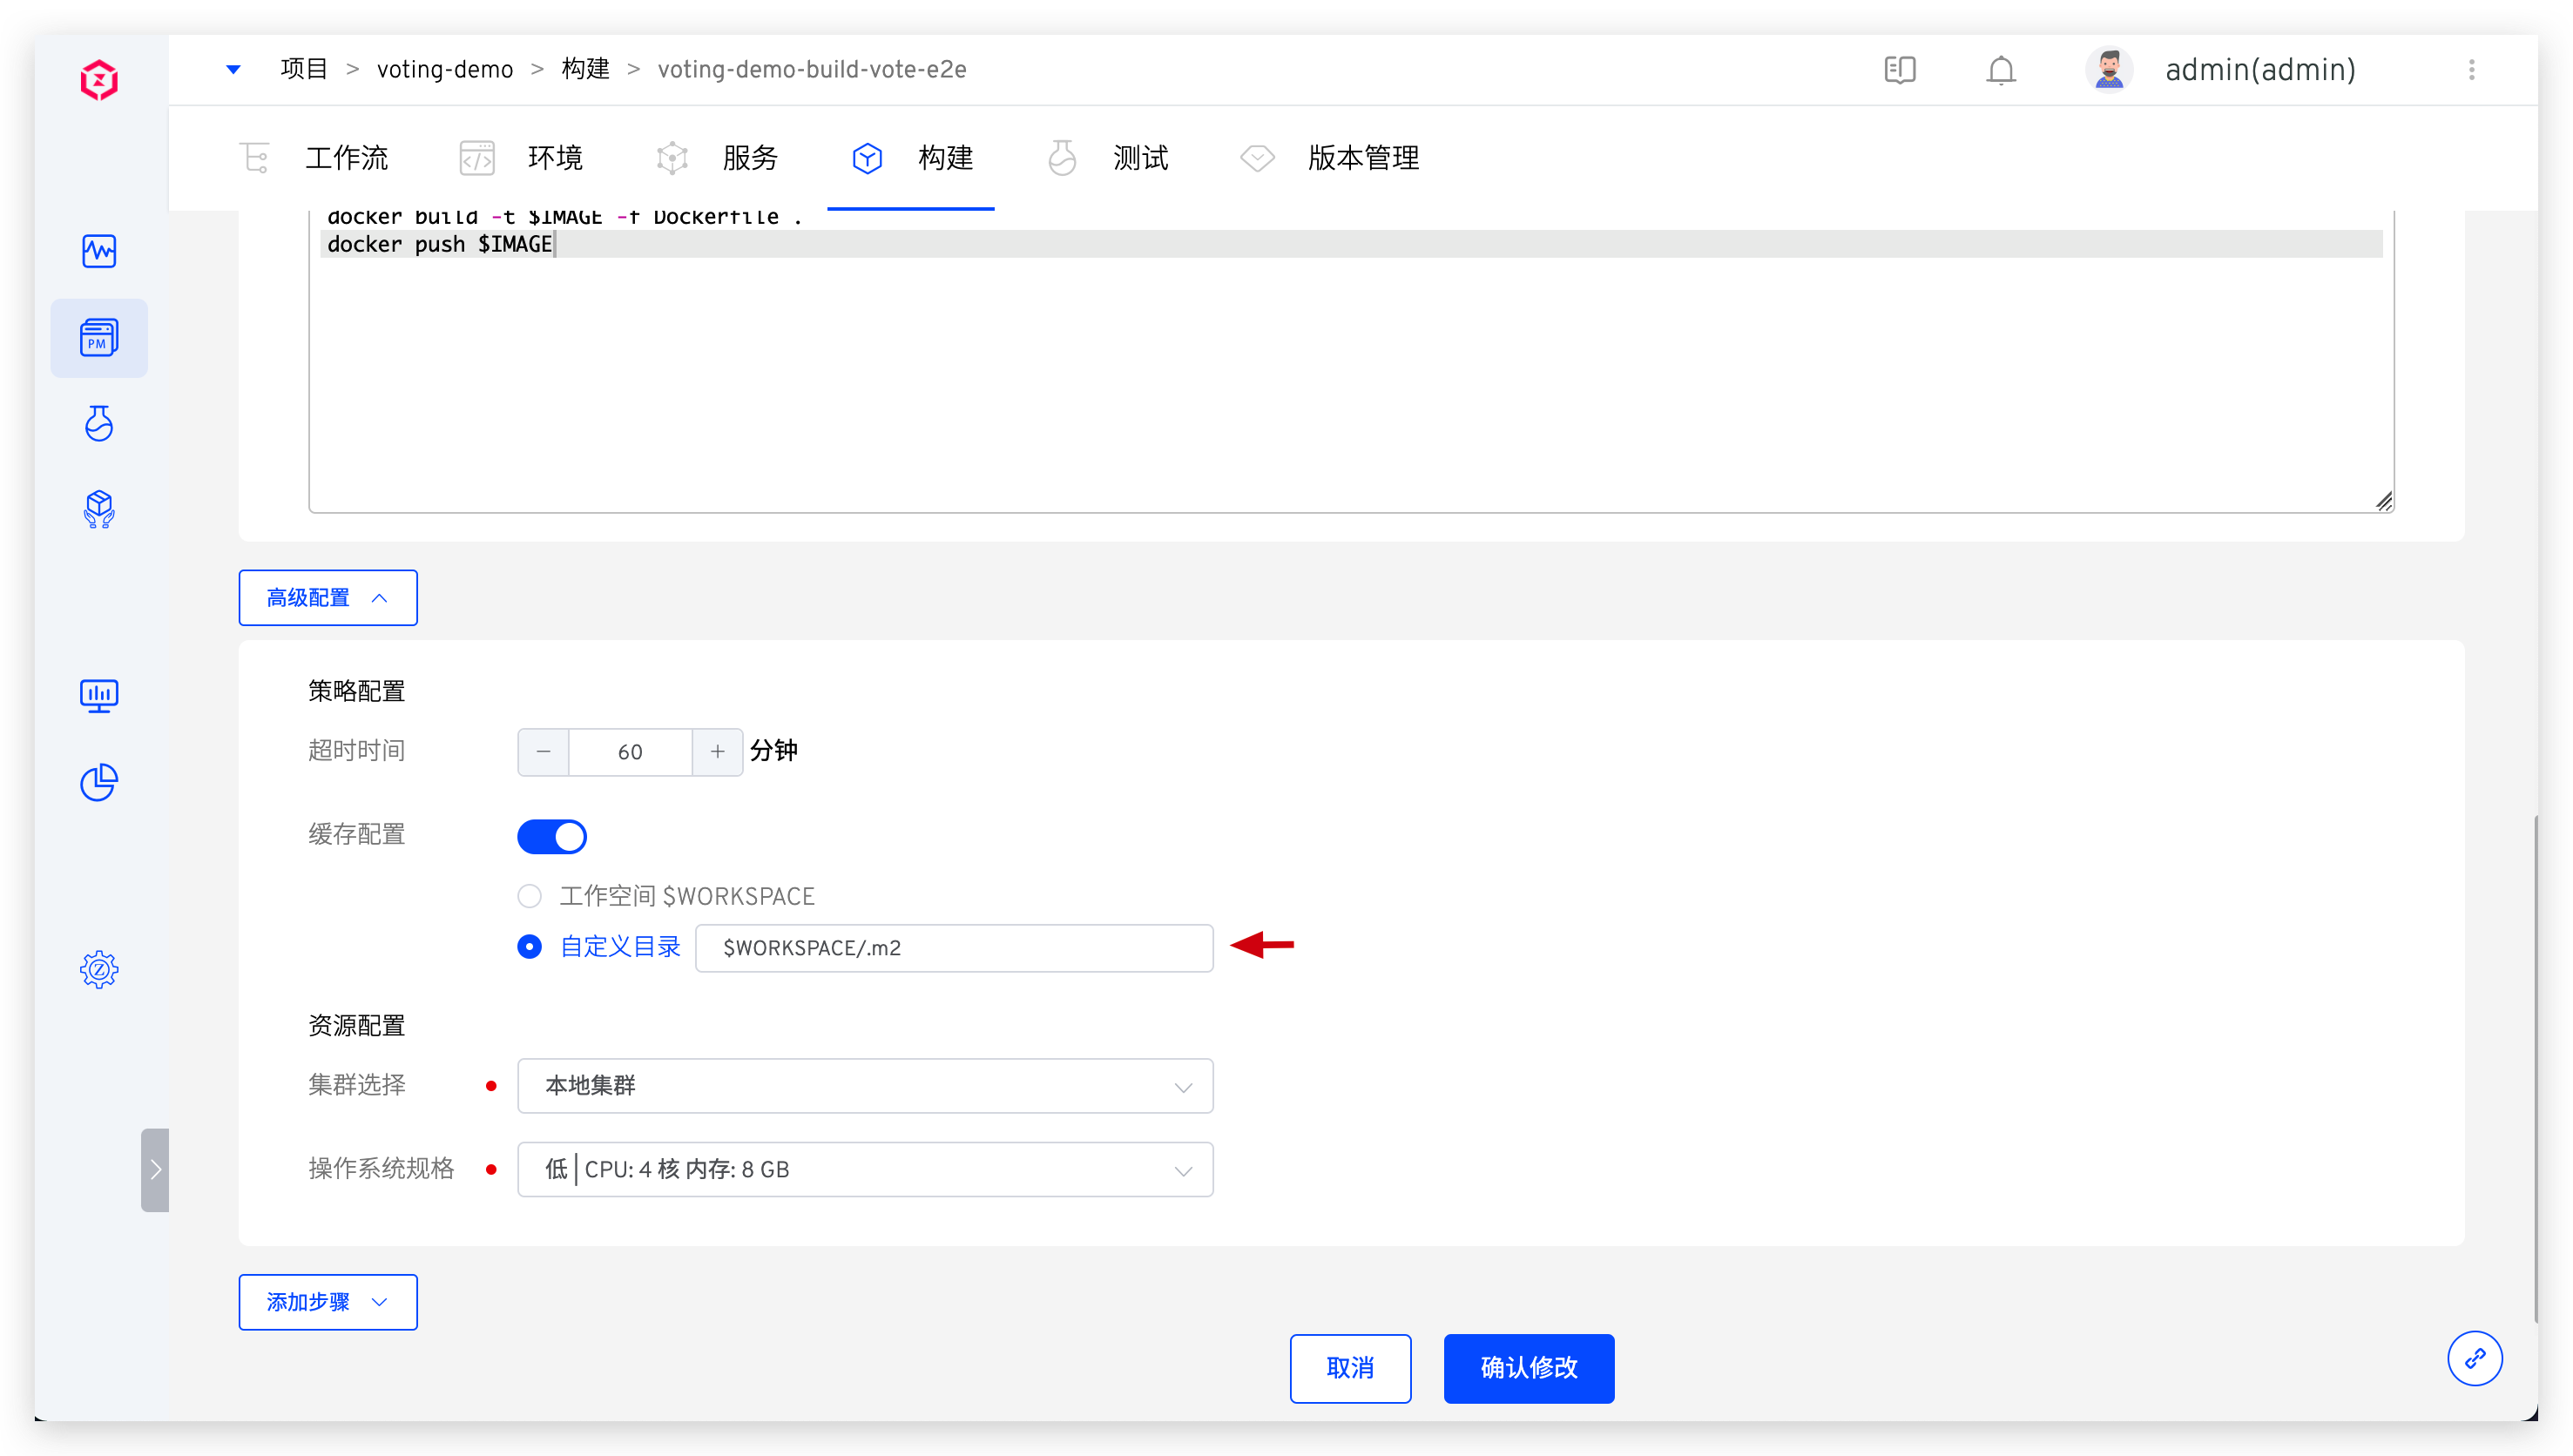 项目 > voting-demo > 构建 > voting-demo-build-vote-e2e
admin(admin)
工作流 环境 服务 构建 测试 版本管理
docker build -t $IMAGE -f Dockerfile .
docker push $IMAGE
PM
高级配置
策略配置
超时时间 − 60 + 分钟
缓存配置
工作空间 $WORKSPACE
自定义目录 $WORKSPACE/.m2
资源配置
集群选择 本地集群
操作系统规格 低 | CPU: 4 核 内存: 8 GB
添加步骤
取消 确认修改